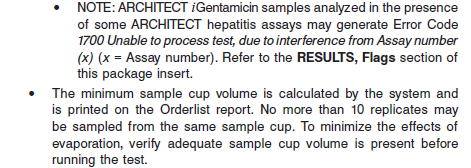 • NOTE: ARCHITECT iGentamicin samples analyzed in the presence
of some ARCHITECT hepatitis assays may generate Error Code
1700 Unable to process test, due to interference from Assay number
(x) (x = Assay number). Refer to the RESULTS, Flags section of
this package insert.
• The minimum sample cup volume is calculated by the system and
is printed on the Orderlist report. No more than 10 replicates may
be sampled from the same sample cup. To minimize the effects of
evaporation, verify adequate sample cup volume is present before
running the test.